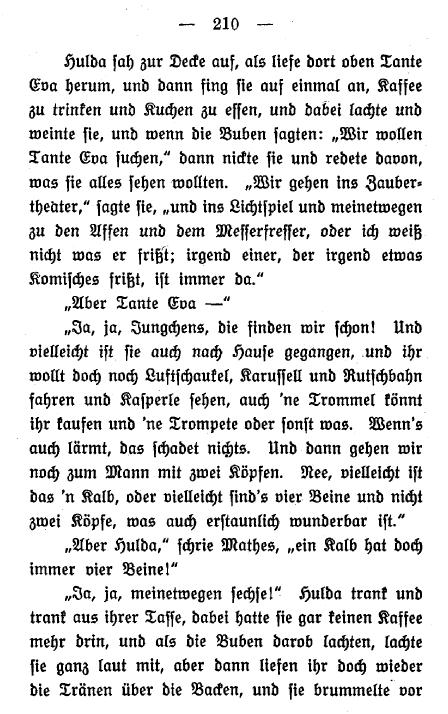 — 210 —
Hulda sah zur Decke auf, als liefe dort oben Tante
Eva herum, und dann fing sie auf einmal an, Kaffee
zu trinken und Kuchen zu essen, und dabei lachte und
weinte sie, und wenn die Buben sagten: „Wir wollen
Tante Eva suchen,“ dann nickte sie und redete davon,
was sie alles sehen wollten. „Wir gehen ins Zauber-
theater,“ sagte sie, „und ins Lichtspiel und meinetwegen
zu den Affen und dem Messerfresser, oder ich weiß
nicht was er frißt; irgend einer, der irgend etwas
Komisches frißt, ist immer da.“
„Aber Tante Eva —“
„Ja, ja, Jungchens, die finden wir schon! Und
vielleicht ist sie auch nach Hause gegangen, und ihr
wollt doch noch Luftschaukel, Karussell und Rutschbahn
fahren und Kasperle sehen, auch 'ne Trommel könnt
ihr kaufen und 'ne Trompete oder sonst was. Wenn's
auch lärmt, das schadet nichts. Und dann gehen wir
noch zum Mann mit zwei Köpfen. Nee, vielleicht ist
das 'n Kalb, oder vielleicht sind's vier Beine und nicht
zwei Köpfe, was auch erstaunlich wunderbar ist.“
„Aber Hulda,“ schrie Mathes, „ein Kalb hat doch
immer vier Beine!“
„Ja, ja, meinetwegen sechse!“ Hulda trank und
trank aus ihrer Tasse, dabei hatte sie gar keinen Kaffee
mehr drin, und als die Buben darob lachten, lachte
sie ganz laut mit, aber dann liefen ihr doch wieder
die Tränen über die Backen, und sie brummelte vor